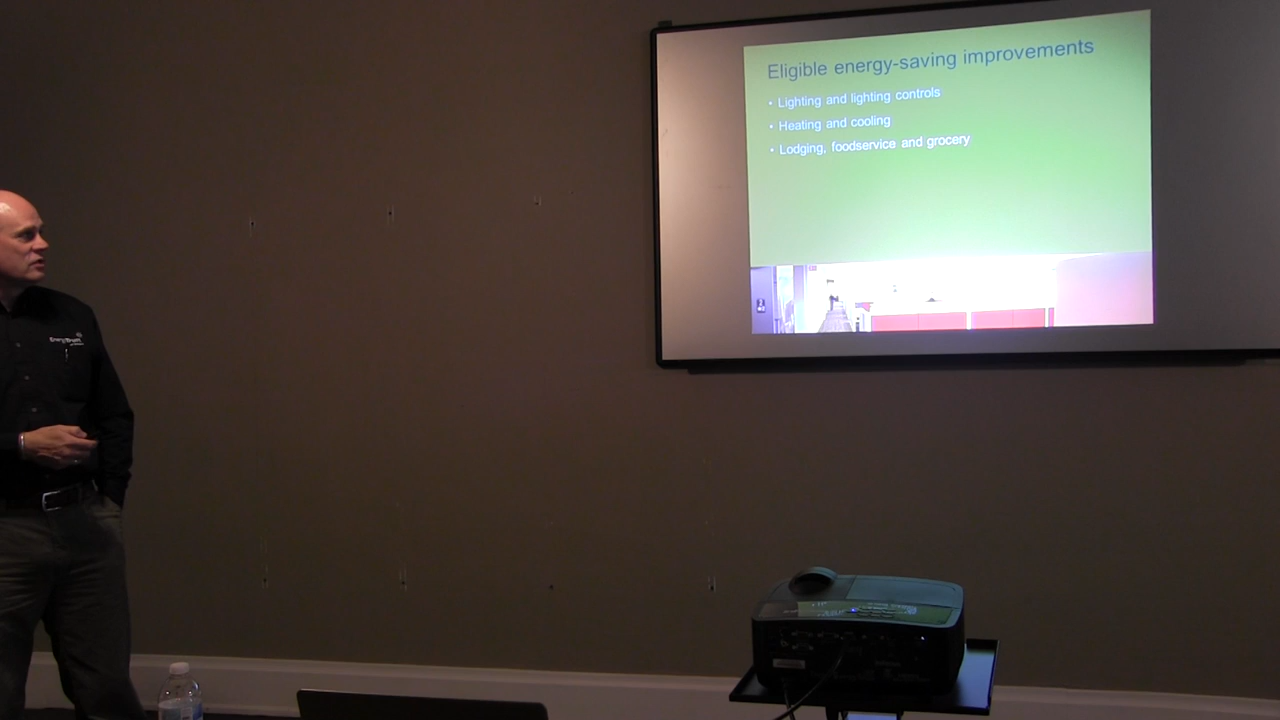 Eligible energy-saving improvements
• Lighting and lighting controls
• Heating and cooling
• Lodging, foodservice and grocery